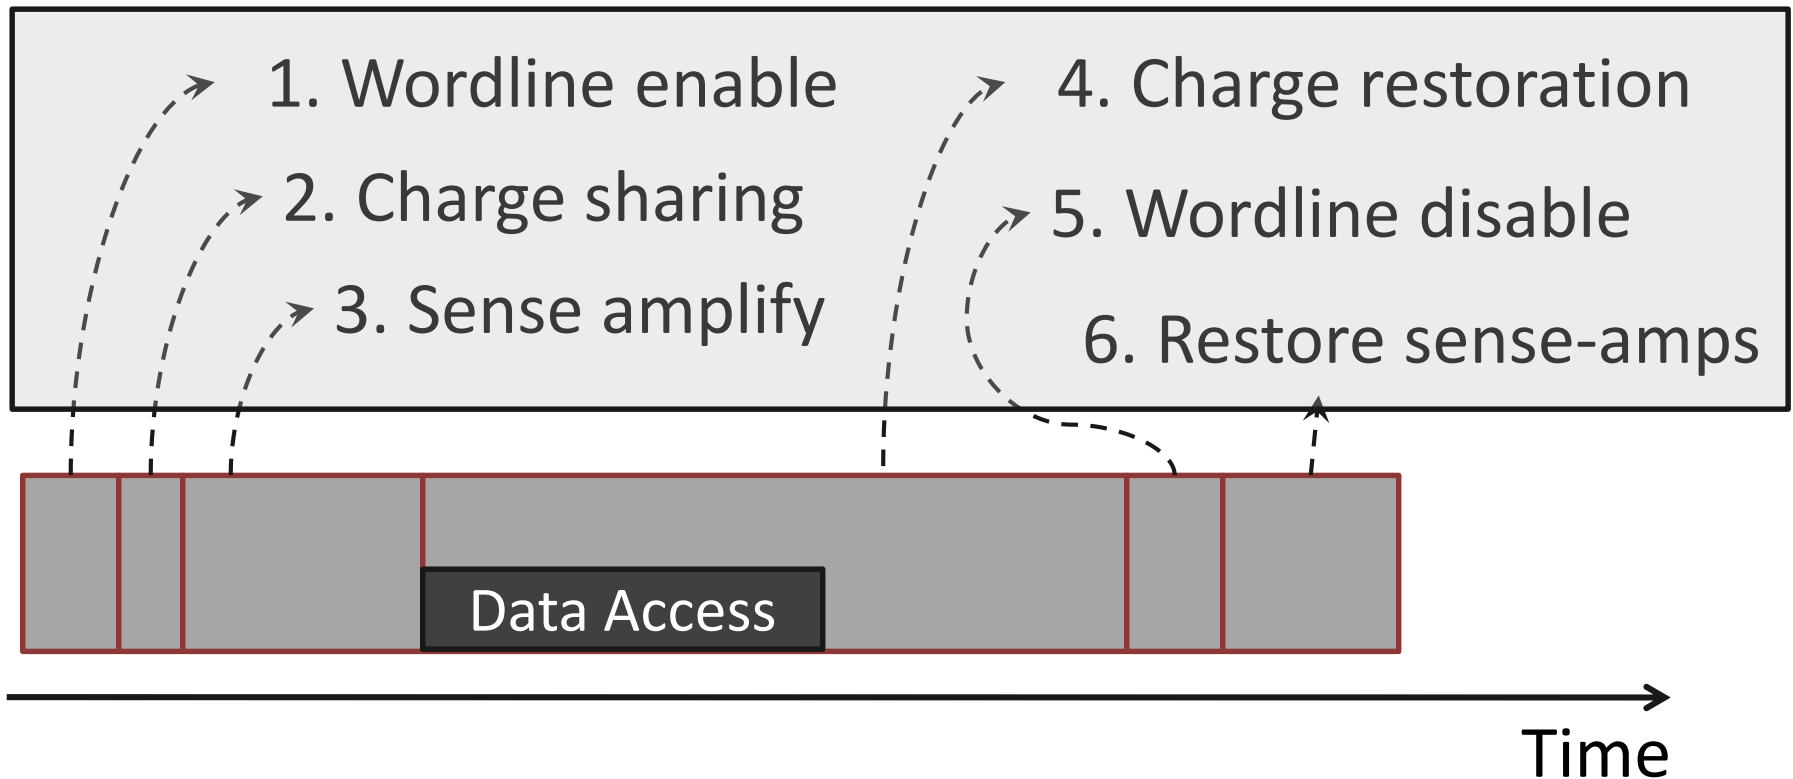 1. Wordline enable
2. Charge sharing
3. Sense amplify
4. Charge restoration
5. Wordline disable
6. Restore sense-amps
Data Access
Time